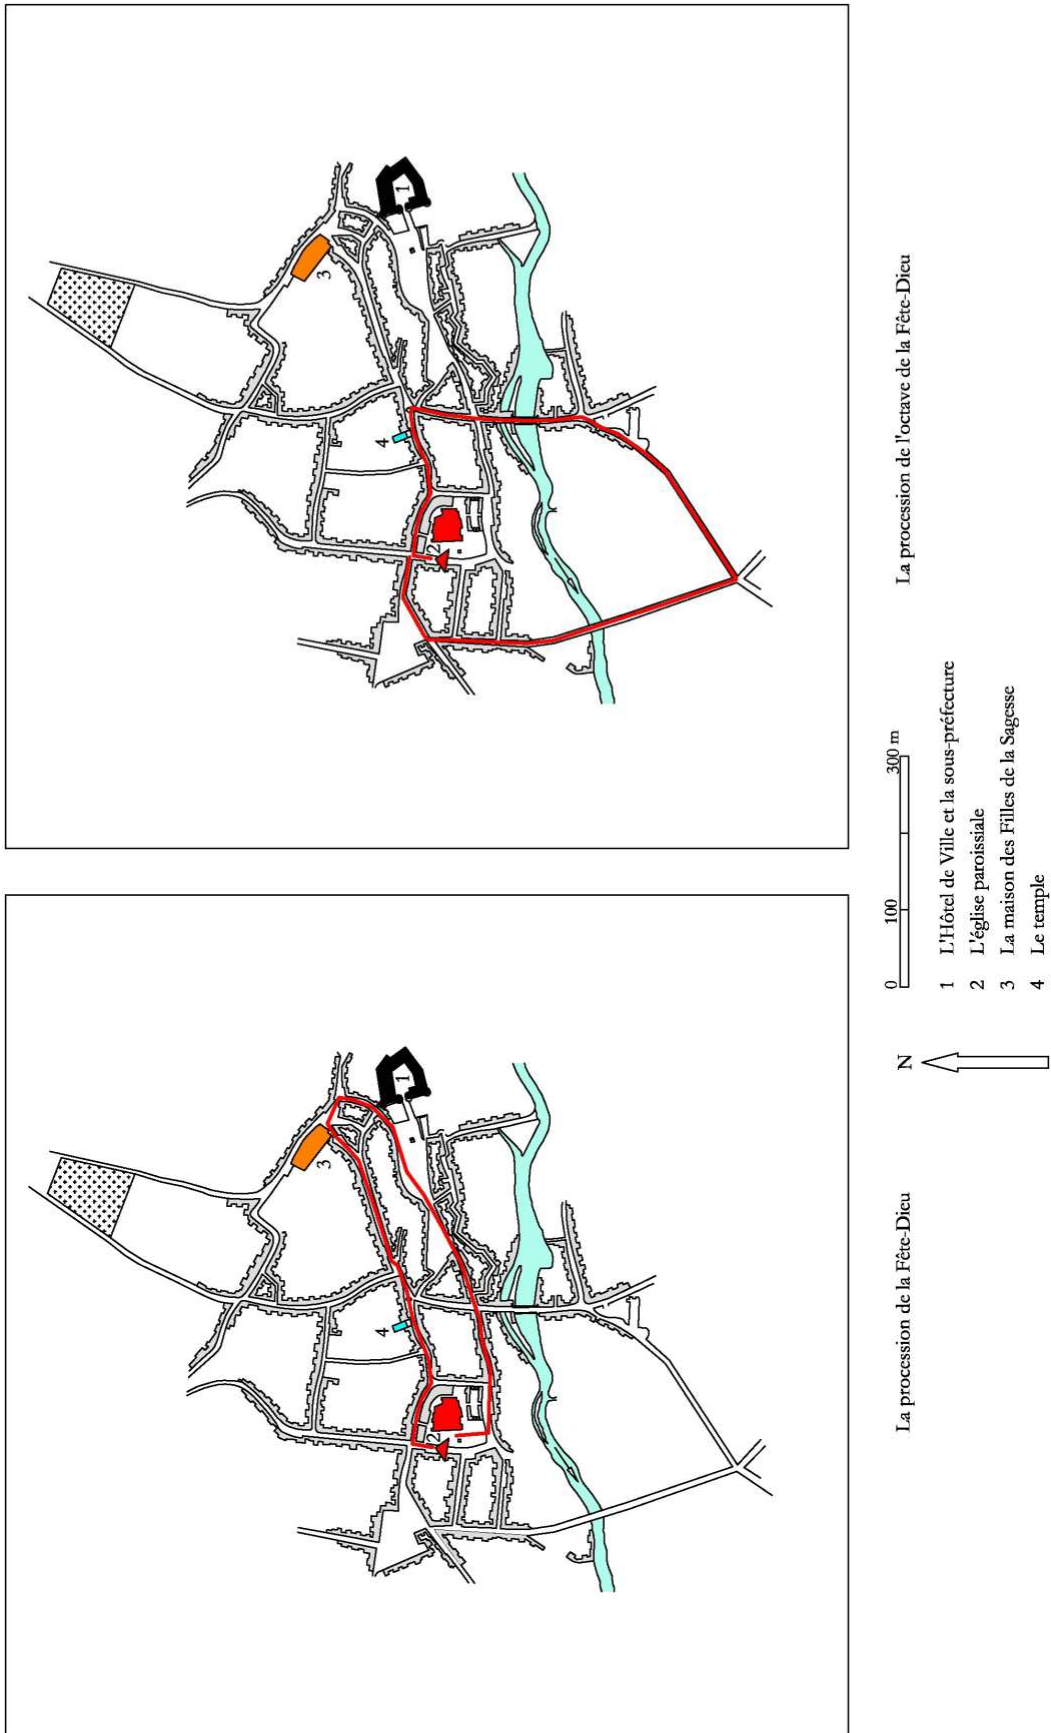 3
1
4
2
La procession de la Fête-Dieu
3
1
4
2
La procession de l'octave de la Fête-Dieu
N
0 100 300 m
1 L'Hôtel de Ville et la sous-préfecture
2 L'église paroissiale
3 La maison des Filles de la Sagesse
4 Le temple